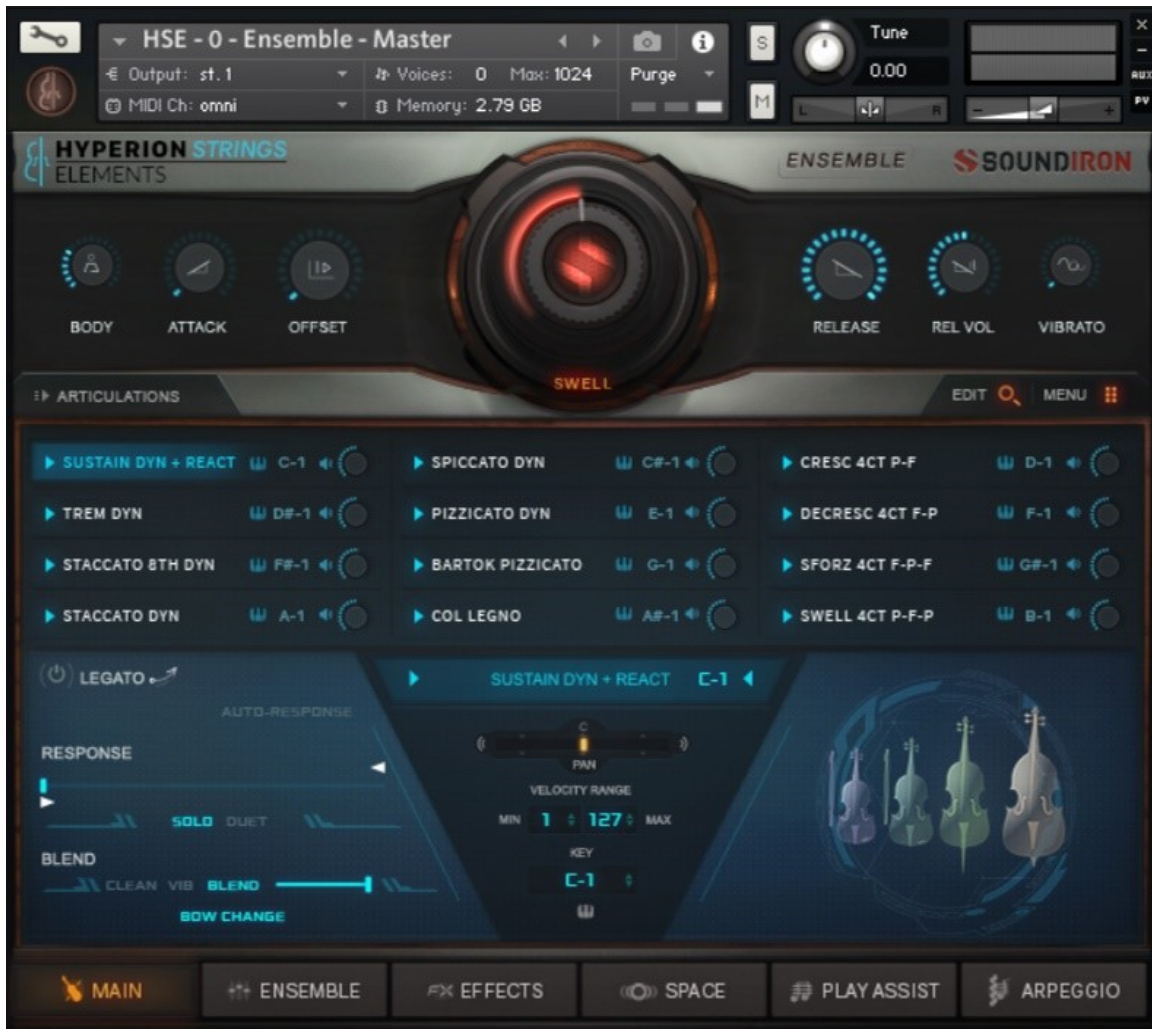 HSE - 0 - Ensemble - Master
S
Tune
Output: st.1
Voices: 0 Max: 1024
Purge
0.00
AUX
MIDI Ch: omni
Memory: 2.79 GB
M
L
R
PV
HYPERION STRINGS
ELEMENTS
ENSEMBLE
SOUNDIRON
BODY
ATTACK
OFFSET
RELEASE
REL VOL
VIBRATO
SWELL
ARTICULATIONS
EDIT
MENU
SUSTAIN DYN + REACT C-1
SPICCATO DYN C#-1
CRESC 4CT P-F D-1
TREM DYN D#-1
PIZZICATO DYN E-1
DECRESC 4CT F-P F-1
STACCATO 8TH DYN F#-1
BARTOK PIZZICATO G-1
SFORZ 4CT F-P-F G#-1
STACCATO DYN A-1
COL LEGNO A#-1
SWELL 4CT P-F-P B-1
LEGATO
AUTO-RESPONSE
RESPONSE
SOLO DUET
BLEND
CLEAN VIB BLEND
BOW CHANGE
SUSTAIN DYN + REACT C-1
C
PAN
VELOCITY RANGE
MIN 1 127 MAX
KEY
C-1
MAIN
ENSEMBLE
FX EFFECTS
SPACE
PLAY ASSIST
ARPEGGIO